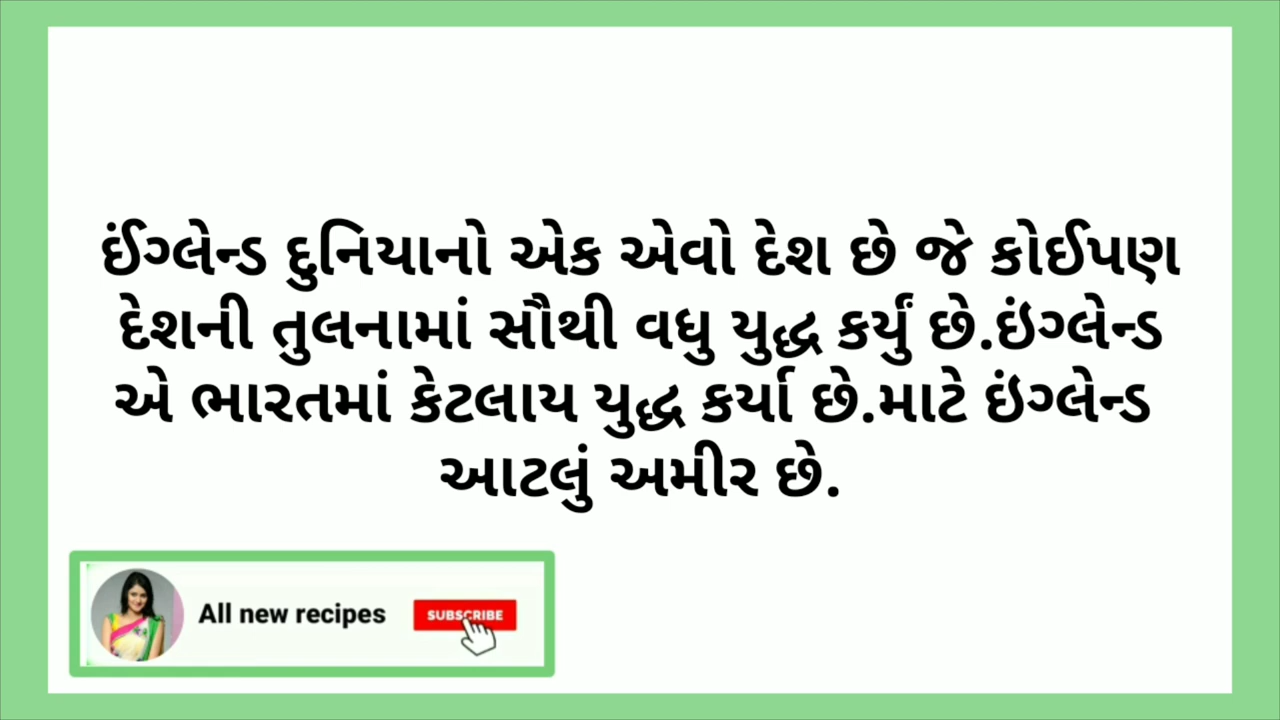 ઈંગ્લેન્ડ દુનિયાનો એક એવો દેશ છે જે કોઈપણ
દેશની તુલનામાં સૌથી વધુ યુદ્ધ કર્યું છે.ઇંગ્લેન્ડ
એ ભારતમાં કેટલાય યુદ્ધ કર્યા છે.માટે ઇંગ્લેન્ડ
આટલું અમીર છે.
All new recipes SUBSCRIBE